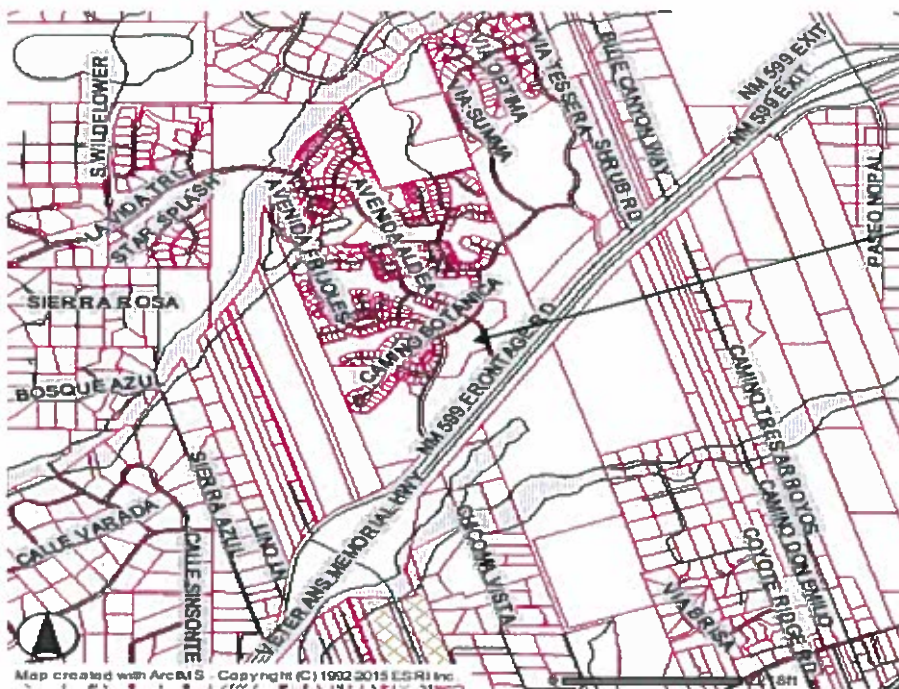 NM 599 EXIT
NM 599 EXIT
BLUE CANYON WAY
VIA TESSERA
VIA OPTIMA
VIA SUMMA
S.WILDFLOWER
SHRUB RD
PASEO NOPAL
LA VIDA TRL
STAR SPLASH
AVENIDA FRIJOLES
AVENIDA ALDEA
SIERRA ROSA
CAMINO BOTANICA
BOSQUE AZUL
NM 599 FRONTAGE RD
CAMINO TRES ARROYOS
SIERRA AZUL
CALLE VARADA
VETERANS MEMORIAL HWY
CAMINO DON EMILIO
COYOTE RIDGE RD
VIA BRISA
Map created with ArcIMS - Copyright (C) 1992-2015 ESRI Inc.